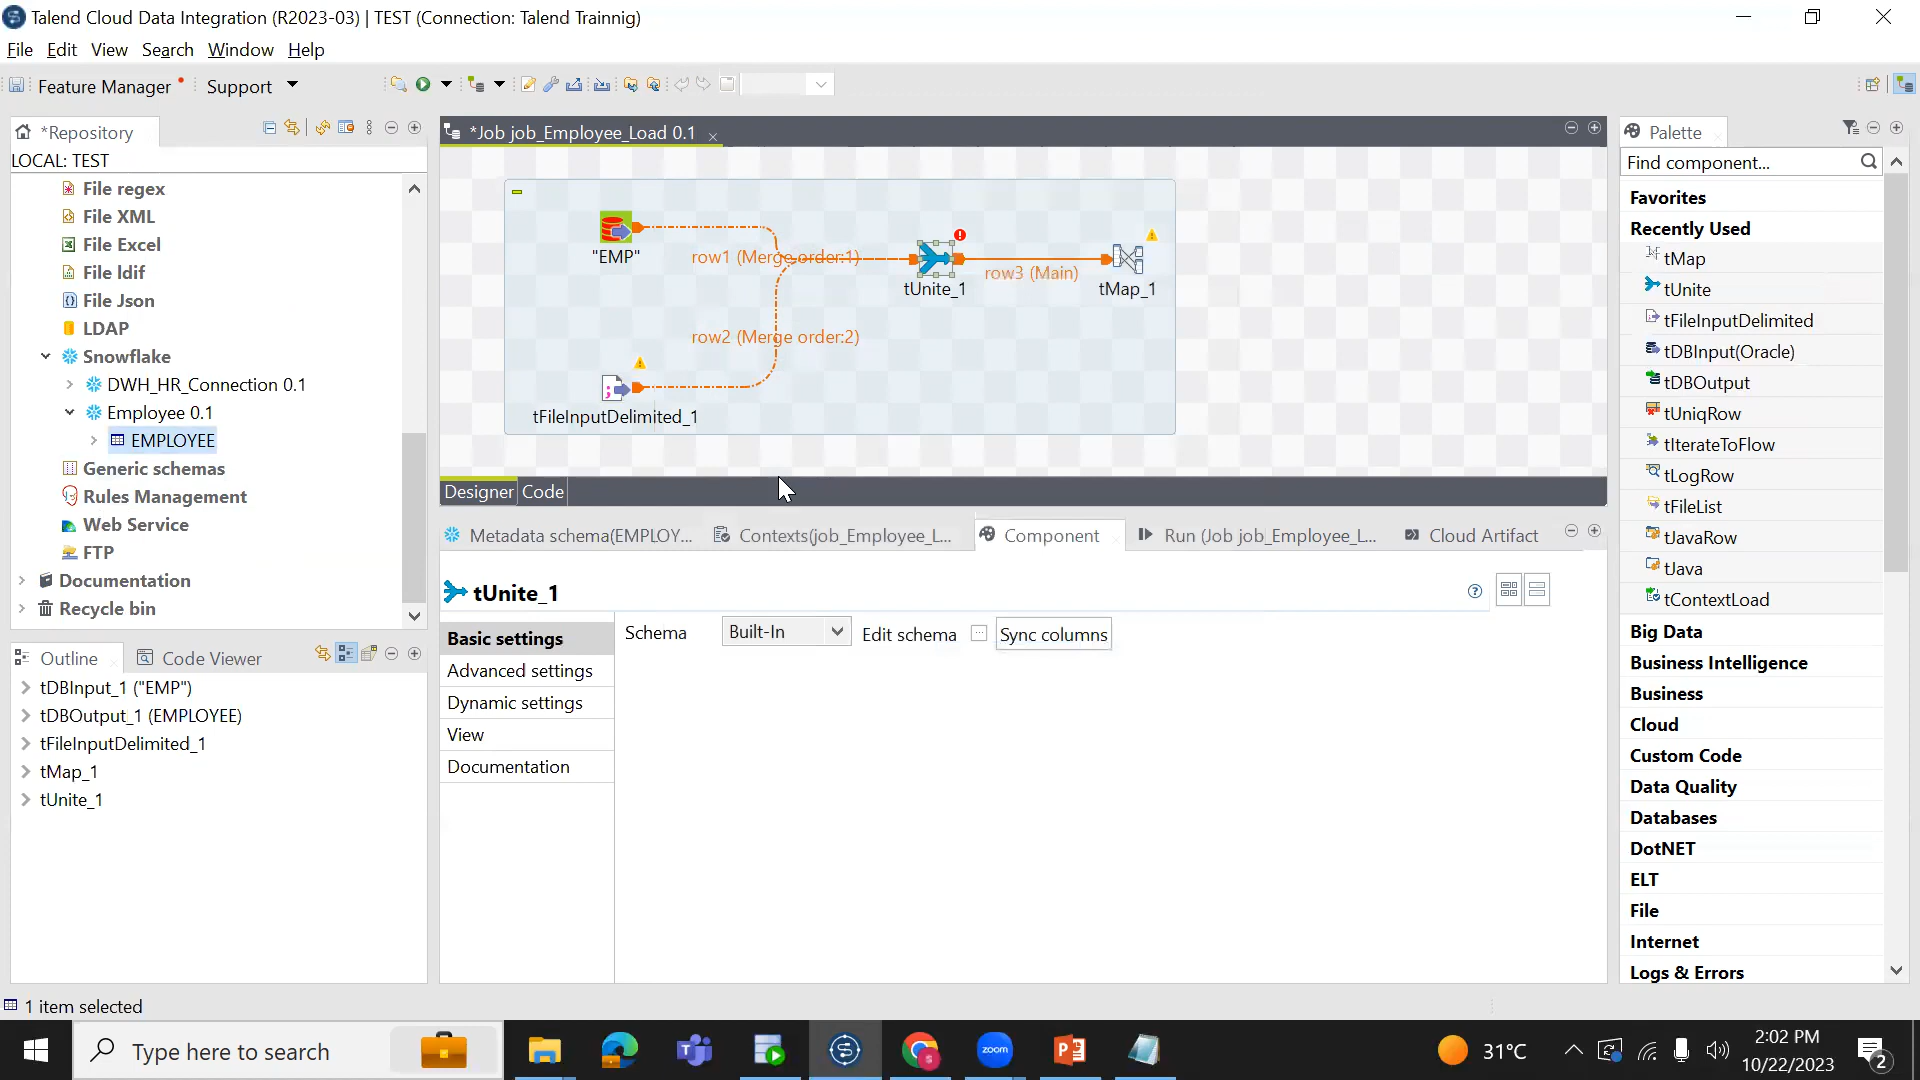 Talend Cloud Data Integration (R2023-03) | TEST (Connection: Talend Trainnig)
File Edit View Search Window Help
Feature Manager Support
*Repository
LOCAL: TEST
File regex
File XML
File Excel
File ldif
File Json
LDAP
Snowflake
DWH_HR_Connection 0.1
Employee 0.1
EMPLOYEE
Generic schemas
Rules Management
Web Service
FTP
Documentation
Recycle bin
Outline
Code Viewer
tDBInput_1 ("EMP")
tDBOutput_1 (EMPLOYEE)
tFileInputDelimited_1
tMap_1
tUnite_1
*Job job_Employee_Load 0.1
"EMP"
row1 (Merge order:1)
tUnite_1
row3 (Main)
tMap_1
row2 (Merge order:2)
tFileInputDelimited_1
Designer Code
Metadata schema(EMPLOY...
Contexts(job_Employee_L...
Component
Run (Job job_Employee_L...
Cloud Artifact
tUnite_1
Basic settings
Advanced settings
Dynamic settings
View
Documentation
Schema
Built-In
Edit schema
Sync columns
Palette
Find component...
Favorites
Recently Used
tMap
tUnite
tFileInputDelimited
tDBInput(Oracle)
tDBOutput
tUniqRow
tIterateToFlow
tLogRow
tFileList
tJavaRow
tJava
tContextLoad
Big Data
Business Intelligence
Business
Cloud
Custom Code
Data Quality
Databases
DotNET
ELT
File
Internet
Logs & Errors
1 item selected
Type here to search
zoom
31°C
2:02 PM
10/22/2023
2